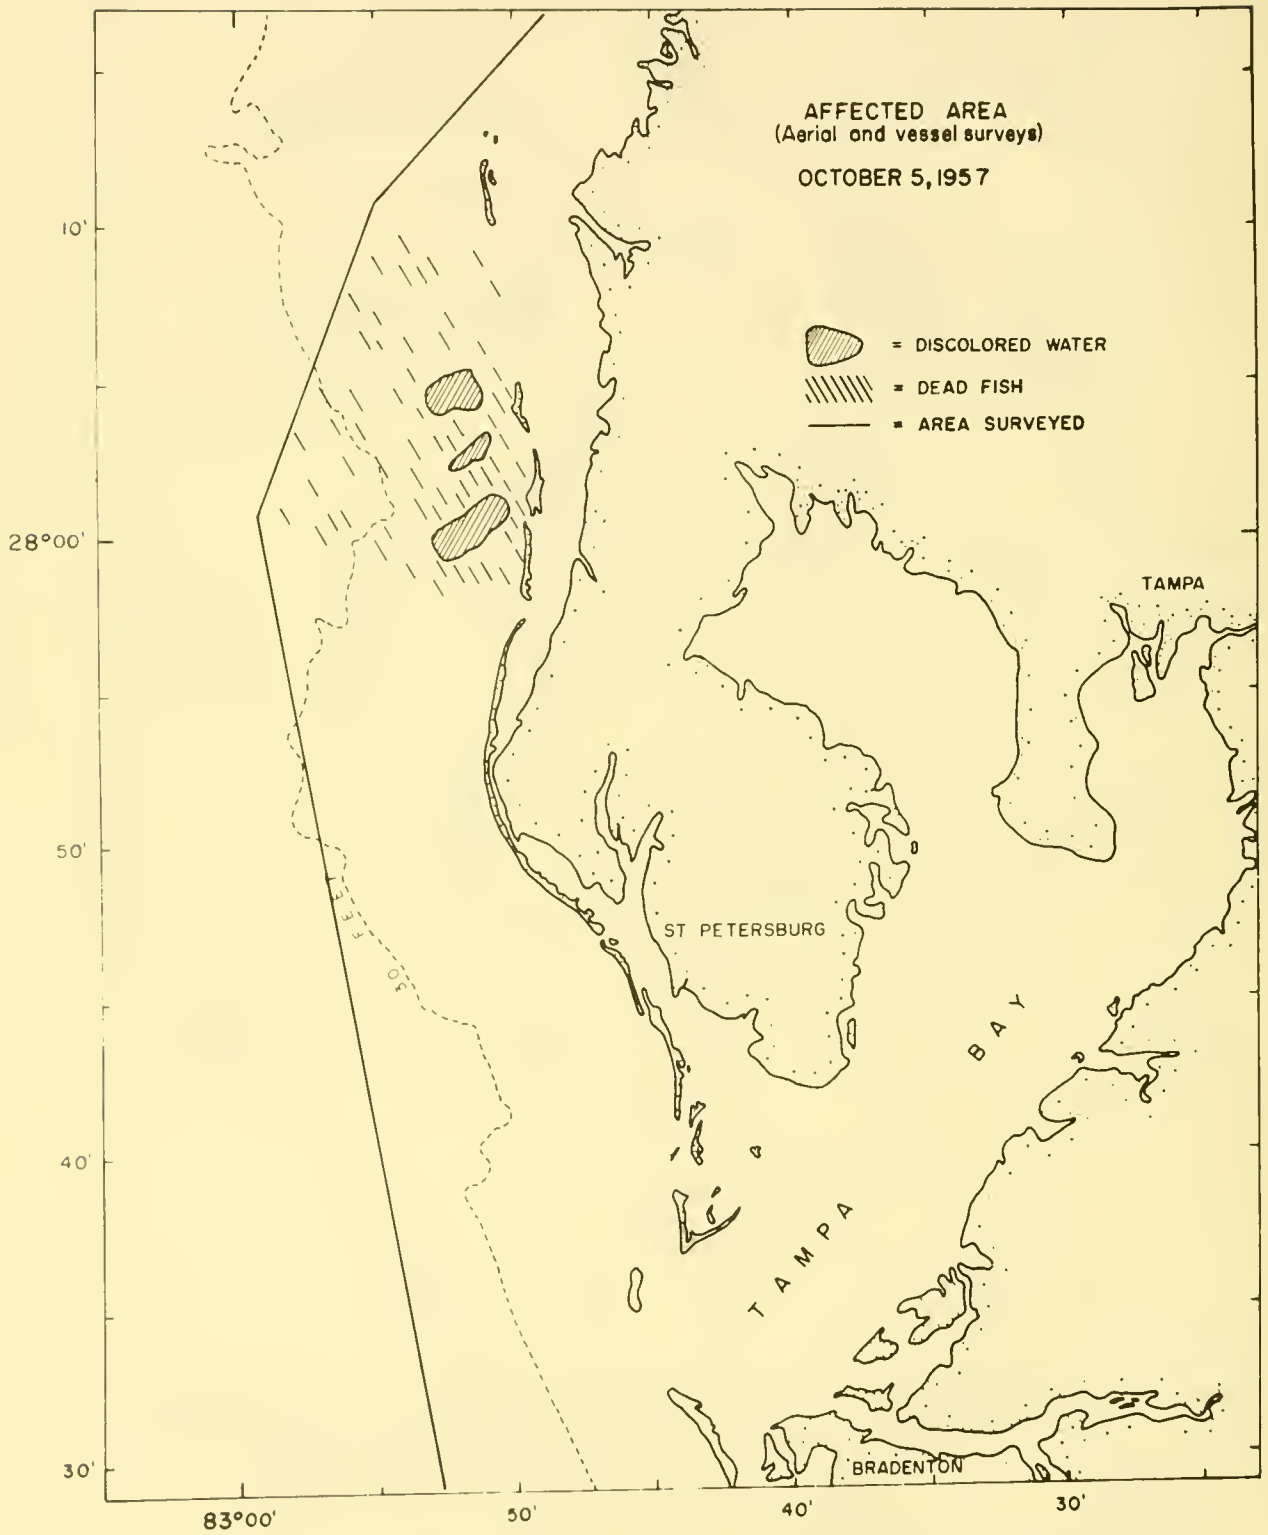 AFFECTED AREA
(Aerial and vessel surveys)
OCTOBER 5, 1957
10'
= DISCOLORED WATER
= DEAD FISH
= AREA SURVEYED
28°00'
TAMPA
50'
30 FEET
ST PETERSBURG
TAMPA BAY
40'
30'
BRADENTON
83°00'
50'
40'
30'